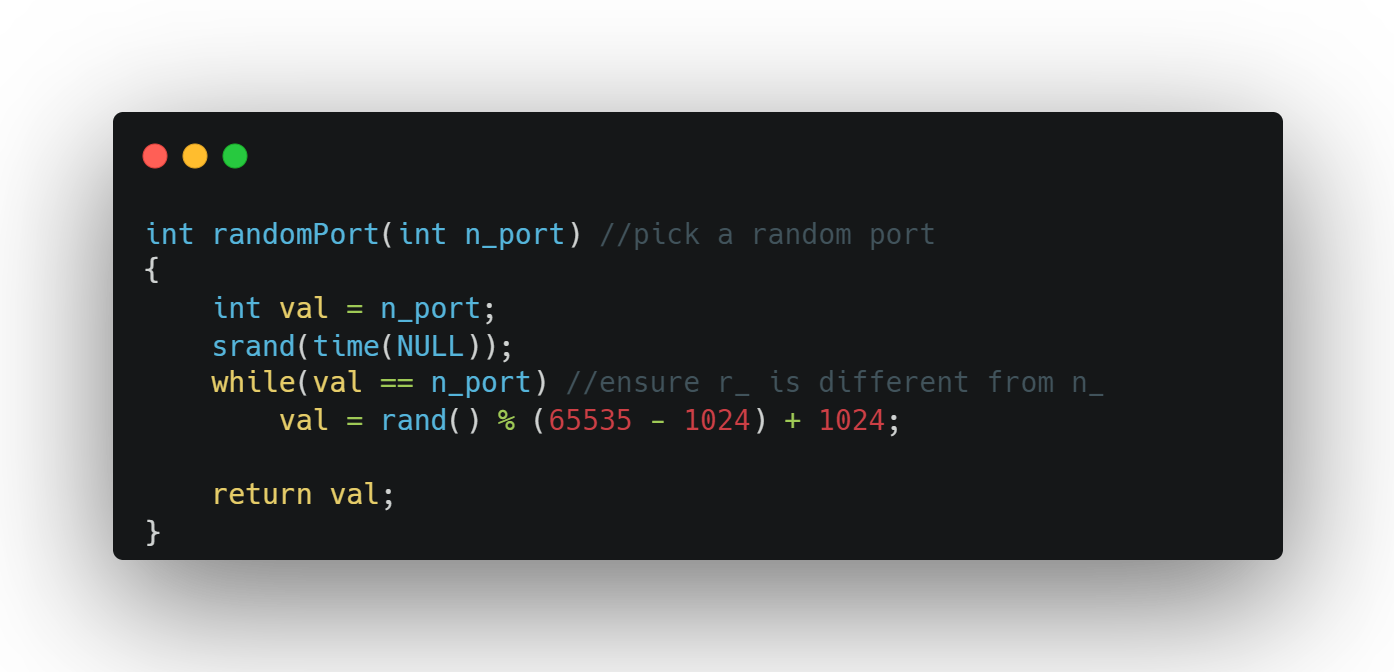 int randomPort(int n_port) //pick a random port
{
    int val = n_port;
    srand(time(NULL));
    while(val == n_port) //ensure r_ is different from n_
        val = rand() % (65535 - 1024) + 1024;

    return val;
}